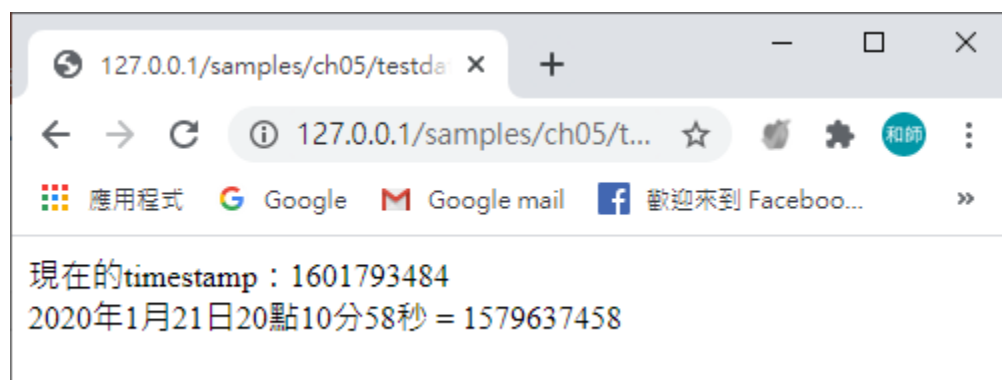 127.0.0.1/samples/ch05/testda
127.0.0.1/samples/ch05/t...
和師
應用程式 Google Google mail 歡迎來到 Faceboo...
現在的timestamp：1601793484
2020年1月21日20點10分58秒 = 1579637458